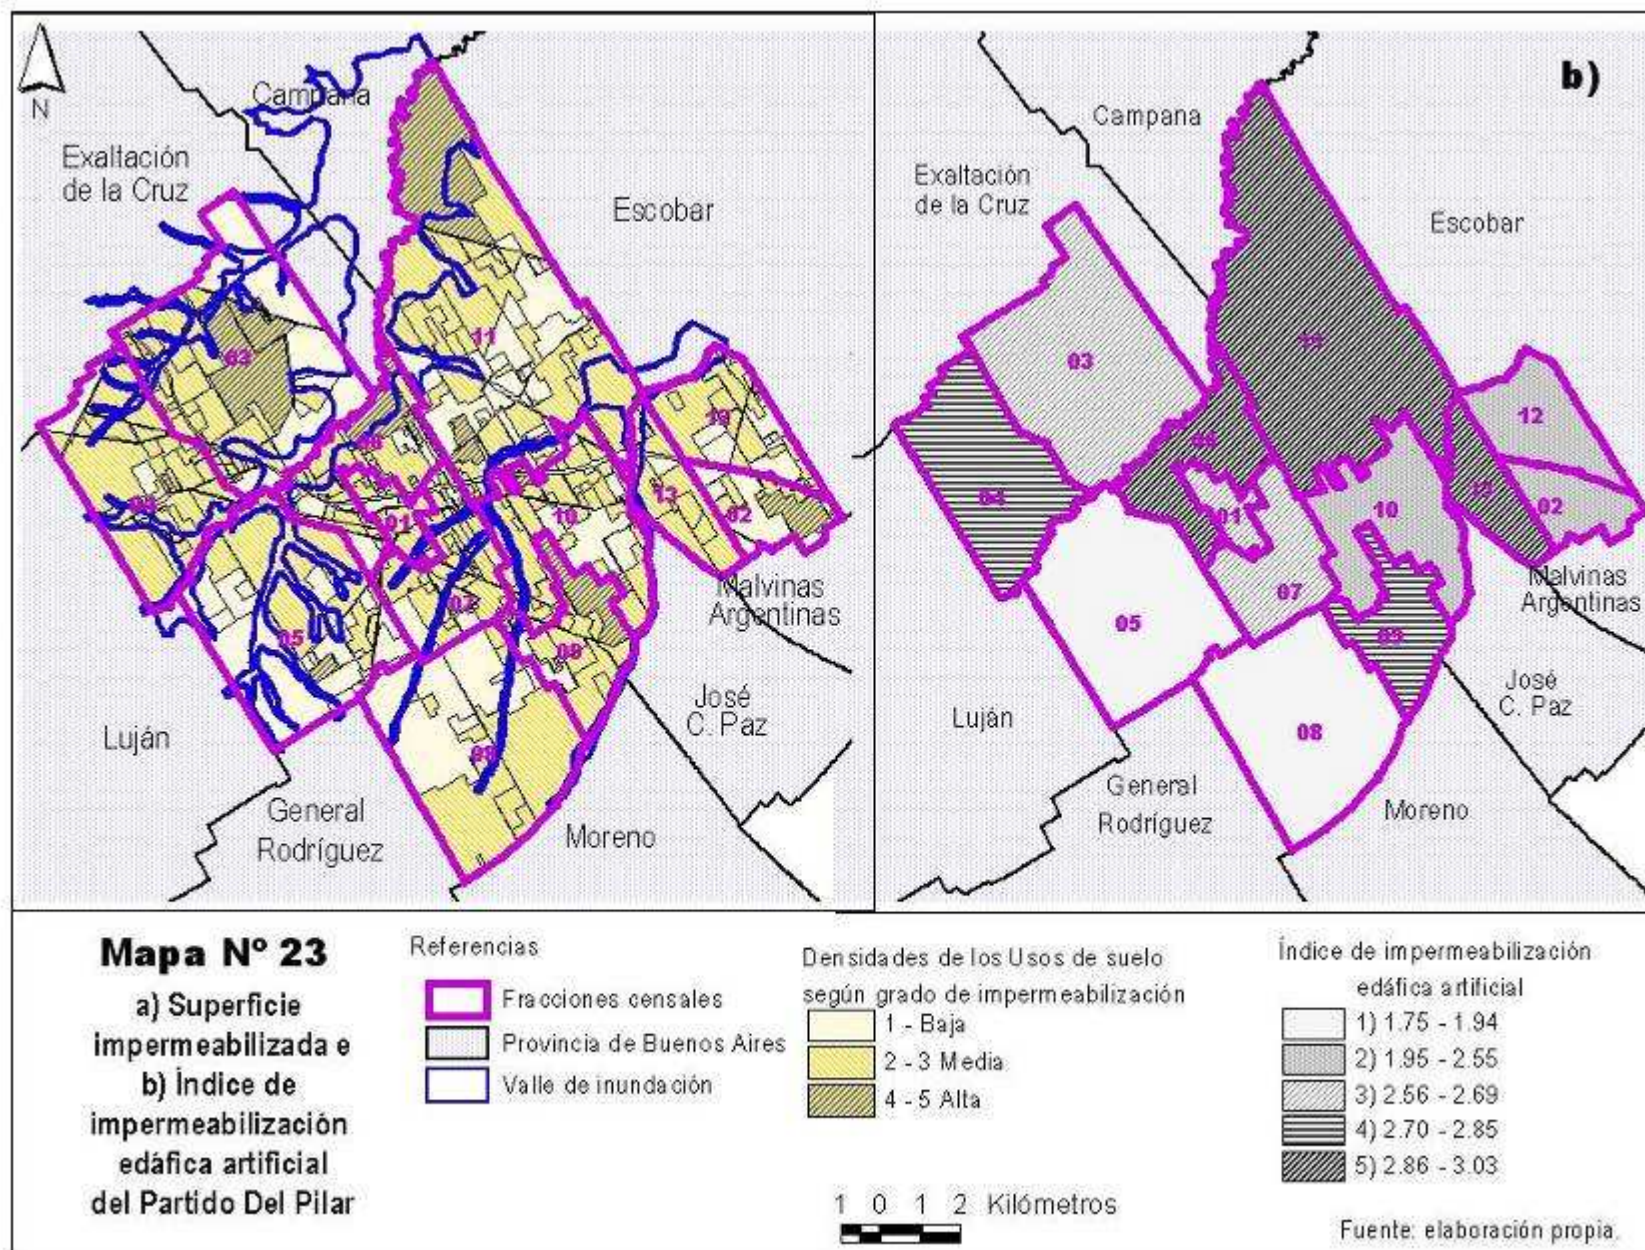 N
Campana
Exaltación
de la Cruz
Escobar
11
03
12
06
04
01
13
10
02
07
05
Malvinas
Argentinas
José
C. Paz
Luján
General
Rodríguez
Moreno
b)
Campana
Exaltación
de la Cruz
Escobar
03
12
04
01
10
13
02
07
05
09
08
Malvinas
Argentinas
José
C. Paz
Luján
General
Rodríguez
Moreno
Mapa Nº 23
a) Superficie
impermeabilizada e
b) Índice de
impermeabilización
edáfica artificial
del Partido Del Pilar
Referencias
Fracciones censales
Provincia de Buenos Aires
Valle de inundación
Densidades de los Usos de suelo
según grado de impermeabilización
1 - Baja
2 - 3 Media
4 - 5 Alta
1 0 1 2 Kilómetros
Índice de impermeabilización
edáfica artificial
1) 1.75 - 1.94
2) 1.95 - 2.55
3) 2.56 - 2.69
4) 2.70 - 2.85
5) 2.86 - 3.03
Fuente: elaboración propia.